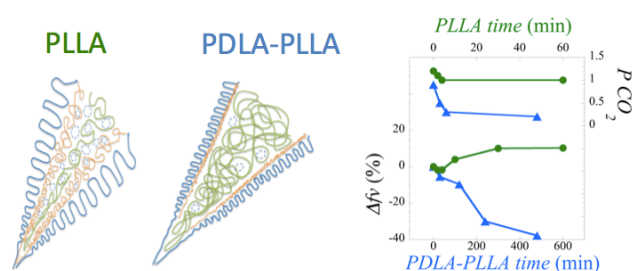 PLLA
PDLA-PLLA
PLLA time (min)
0 20 40 60
1.5
1
0.5
0
P CO2
20
0
-20
-40
Δfv (%)
0 200 400 600
PDLA-PLLA time (min)